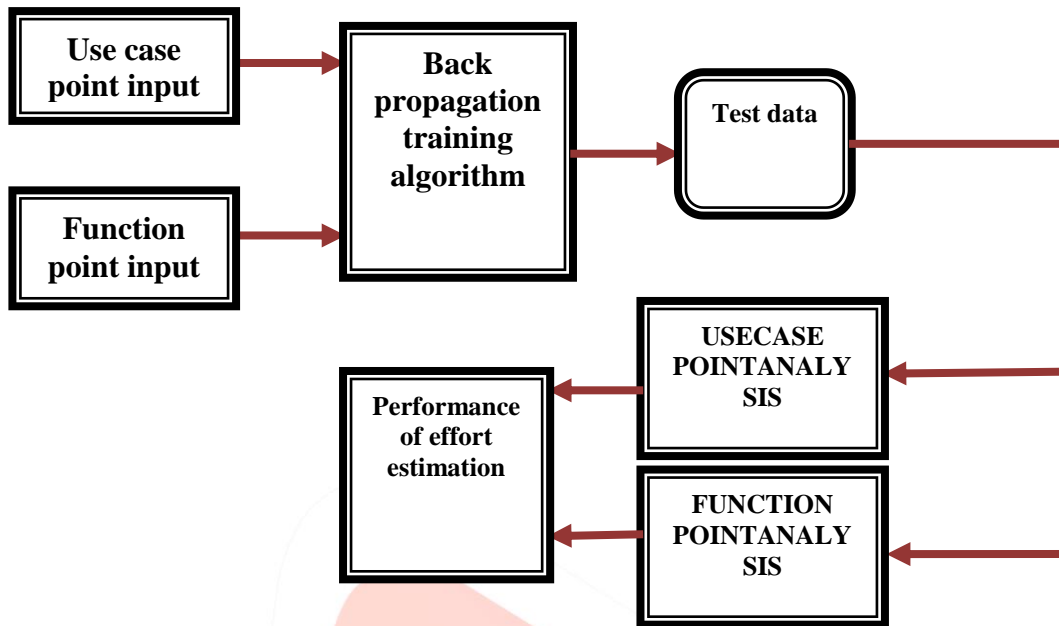 Use case
point input
Back
propagation
training
algorithm
Test data
Function
point input
USECASE
POINTANALY
SIS
Performance
of effort
estimation
FUNCTION
POINTANALY
SIS